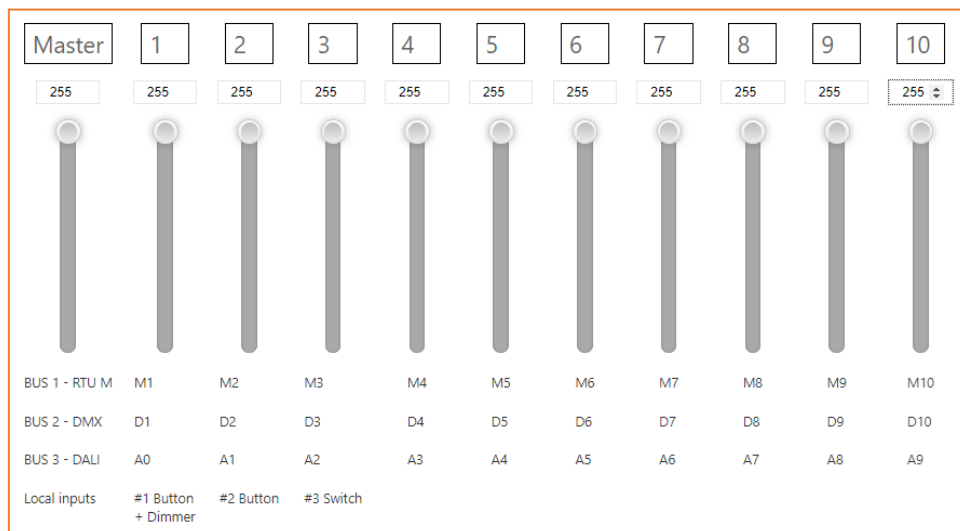 Master 1 2 3 4 5 6 7 8 9 10
255 255 255 255 255 255 255 255 255 255 255
BUS 1 - RTU M M1 M2 M3 M4 M5 M6 M7 M8 M9 M10
BUS 2 - DMX D1 D2 D3 D4 D5 D6 D7 D8 D9 D10
BUS 3 - DALI A0 A1 A2 A3 A4 A5 A6 A7 A8 A9
Local inputs #1 Button #2 Button #3 Switch
+ Dimmer